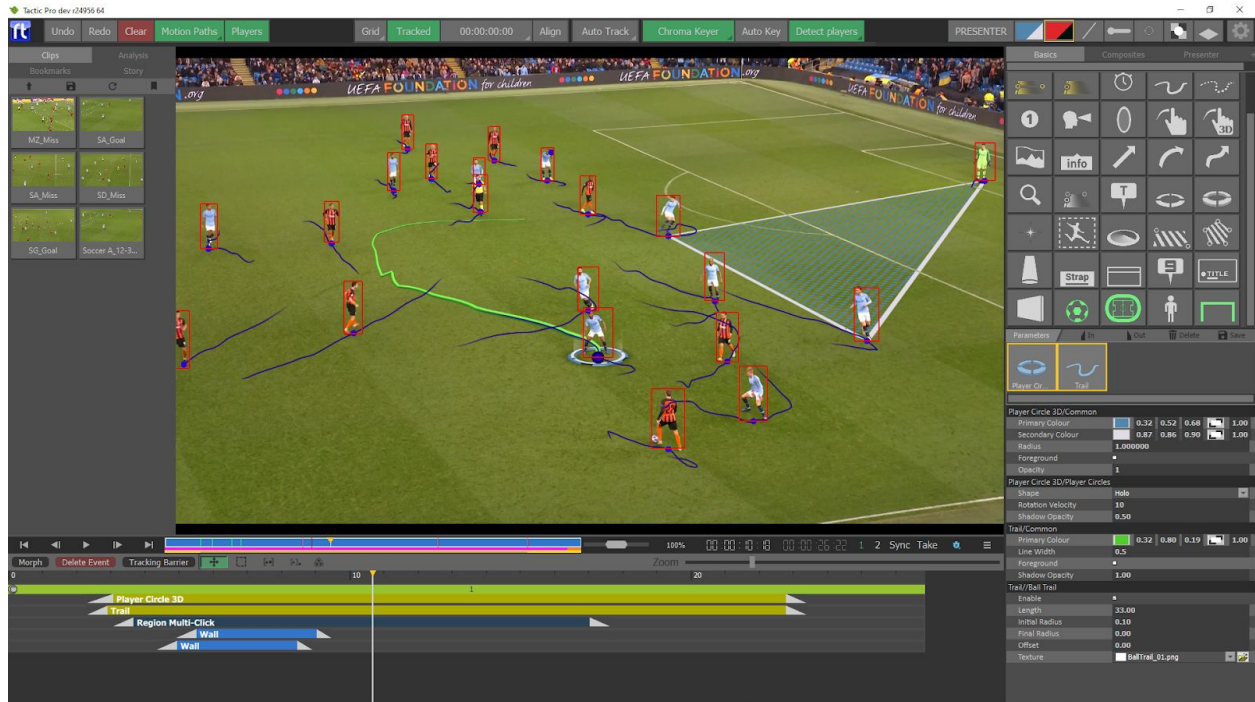 Tactic Pro dev r24956 64
ft Undo Redo Clear Motion Paths Players Grid Tracked 00:00:00:00 Align Auto Track Chroma Keyer Auto Key Detect players PRESENTER
Clips Analysis
Bookmarks Story
MZ_Miss SA_Goal
SA_Miss SD_Miss
SG_Goal Soccer A_12-3...
.org UEFA FOUNDATION for children UEFA FOUNDATION .org UEFA FOUNDATION for children
Basics Composites Presenter
1
3D
info
T
Strap 9 TITLE
Parameters In Out Delete Save
Player Cir... Trail
Player Circle 3D/Common
Primary Colour 0.32 0.52 0.68 1.00
Secondary Colour 0.87 0.86 0.90 1.00
Radius 1.000000
Foreground
Opacity 1
Player Circle 3D/Player Circles
Shape Holo
Rotation Velocity 10
Shadow Opacity 0.50
Trail/Common
Primary Colour 0.32 0.80 0.19 1.00
Line Width 0.5
Foreground
Shadow Opacity 1.00
Trail//Ball Trail
Enable
Length 33.00
Initial Radius 0.10
Final Radius 0.00
Offset 0.00
Texture BallTrail_01.png
100% 00:00:10:18 00:00:26:22 1 2 Sync Take
Morph Delete Event Tracking Barrier Zoom
0 10 20
1
Player Circle 3D
Trail
Region Multi-Click
Wall
Wall